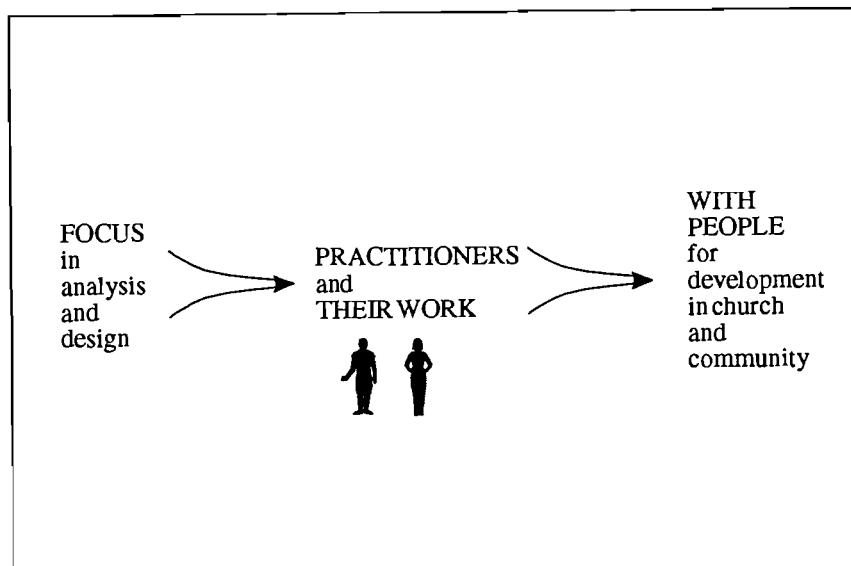 FOCUS
in
analysis
and
design
PRACTITIONERS
and
THEIR WORK
WITH
PEOPLE
for
development
in church
and
community